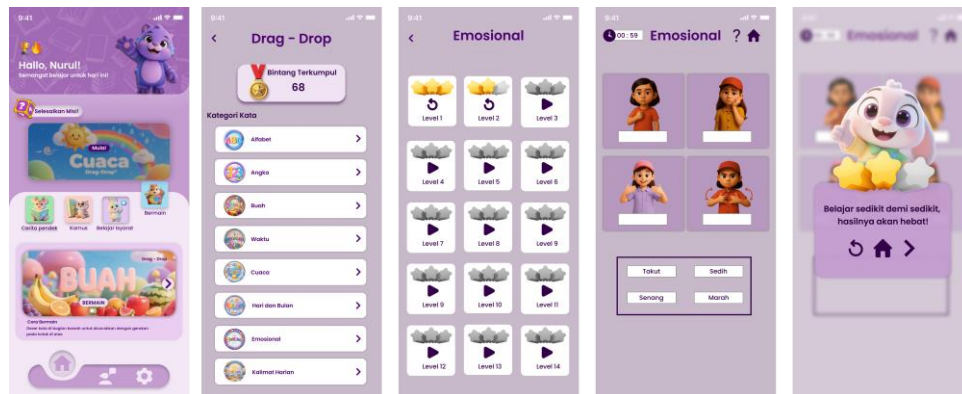 9:41
Hallo, Nurul!
Semangat belajar untuk hari ini!
Selesaikan Misi!
Mulai
Cuaca
Drag-Drop
Bermain
Cerita pendek
Kamus
Belajar Isyarat
Drag - Drop
BUAH
BERMAIN
Cara Bermain
9:41
Drag - Drop
Bintang Terkumpul
68
Kategori Kata
Alfabet
Angka
Buah
Waktu
Cuaca
Hari dan Bulan
Emosional
Kalimat Harian
9:41
Emosional
Level 1
Level 2
Level 3
Level 4
Level 5
Level 6
Level 7
Level 8
Level 9
Level 9
Level 10
Level 11
Level 12
Level 13
Level 14
9:41
00 : 59
Emosional
?
Takut
Sedih
Senang
Marah
Emosional
?
Belajar sedikit demi sedikit,
hasilnya akan hebat!